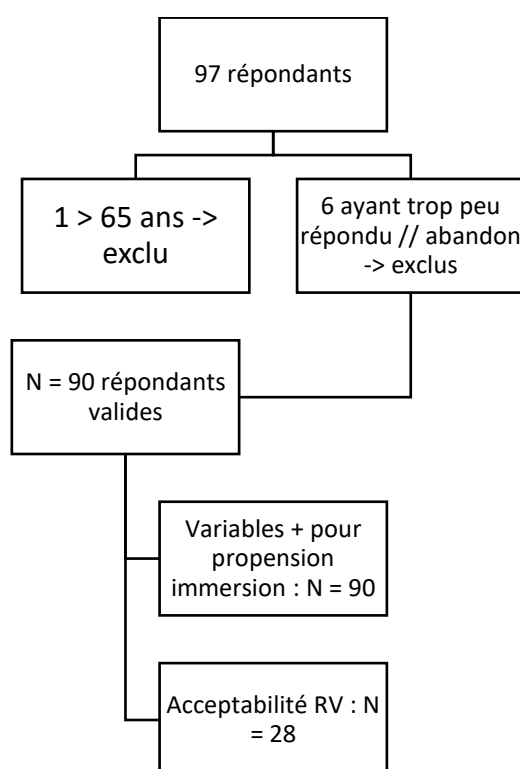 97 répondants
1 > 65 ans ->
exclu
6 ayant trop peu
répondu // abandon
-> exclus
N = 90 répondants
valides
Variables + pour
propension
immersion : N = 90
Acceptabilité RV : N
= 28